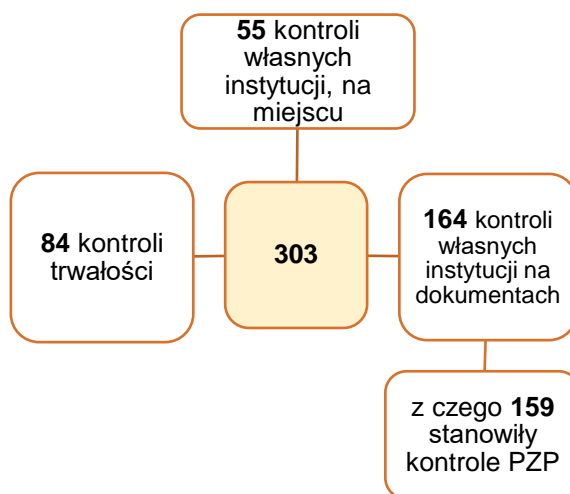 55 kontroli
własnych
instytucji, na
miejscu
84 kontroli
trwałości
303
164 kontroli
własnych
instytucji na
dokumentach
z czego 159
stanowiły
kontrole PZP